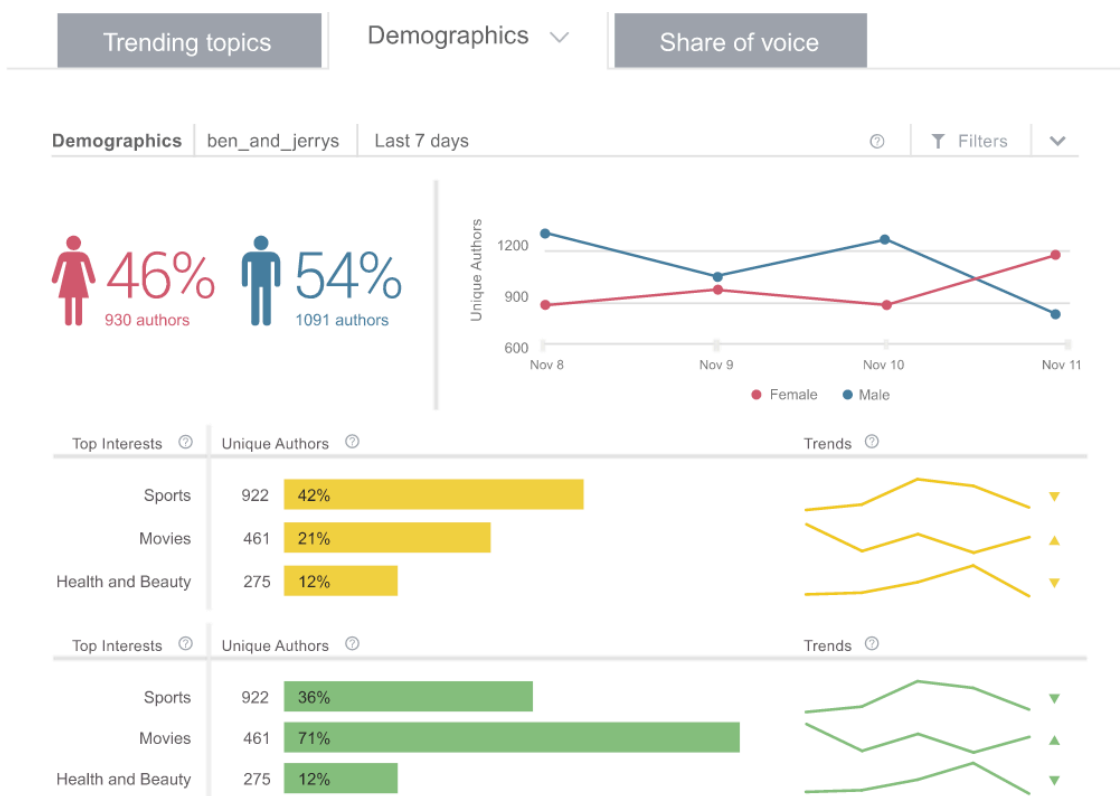 Trending topics
Demographics
Share of voice
Demographics ben_and_jerrys Last 7 days ? Filters
46%
930 authors
54%
1091 authors
Unique Authors
1200
900
600
Nov 8 Nov 9 Nov 10 Nov 11
Female Male
Top Interests ? Unique Authors ? Trends ?
Sports 922 42%
Movies 461 21%
Health and Beauty 275 12%
Top Interests ? Unique Authors ? Trends ?
Sports 922 36%
Movies 461 71%
Health and Beauty 275 12%